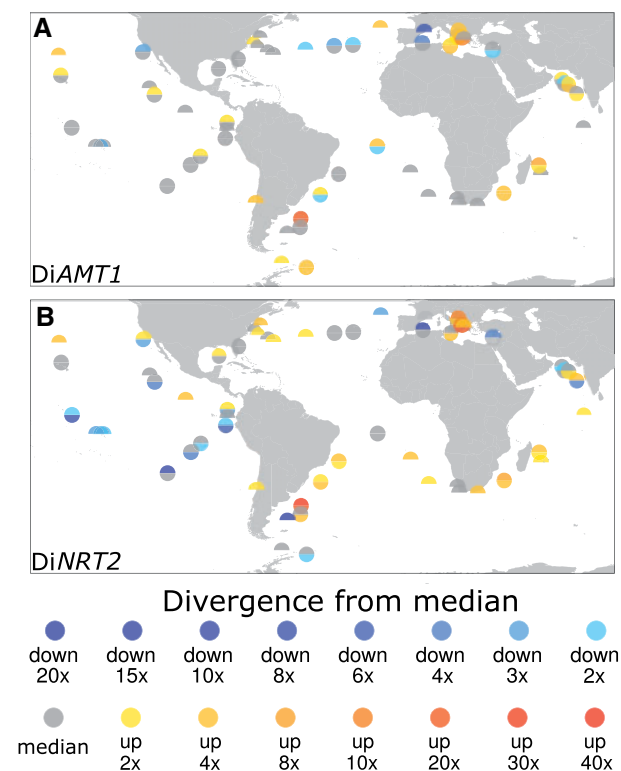 A
DiAMT1
B
DiNRT2
Divergence from median
down down down down down down down down
20x 15x 10x 8x 6x 4x 3x 2x
median up up up up up up up
2x 4x 8x 10x 20x 30x 40x